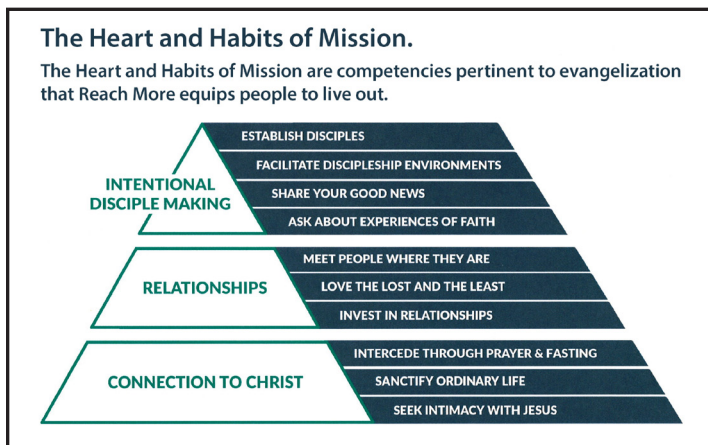 The Heart and Habits of Mission.
The Heart and Habits of Mission are competencies pertinent to evangelization
that Reach More equips people to live out.
INTENTIONAL
DISCIPLE MAKING
ESTABLISH DISCIPLES
FACILITATE DISCIPLESHIP ENVIRONMENTS
SHARE YOUR GOOD NEWS
ASK ABOUT EXPERIENCES OF FAITH
RELATIONSHIPS
MEET PEOPLE WHERE THEY ARE
LOVE THE LOST AND THE LEAST
INVEST IN RELATIONSHIPS
CONNECTION TO CHRIST
INTERCEDE THROUGH PRAYER & FASTING
SANCTIFY ORDINARY LIFE
SEEK INTIMACY WITH JESUS